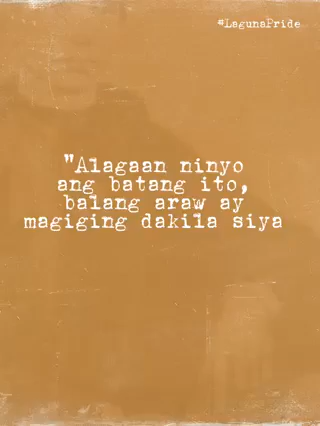 #LagunaPride
"Alagaan ninyo
ang batang ito,
balang araw ay
magiging dakila siya